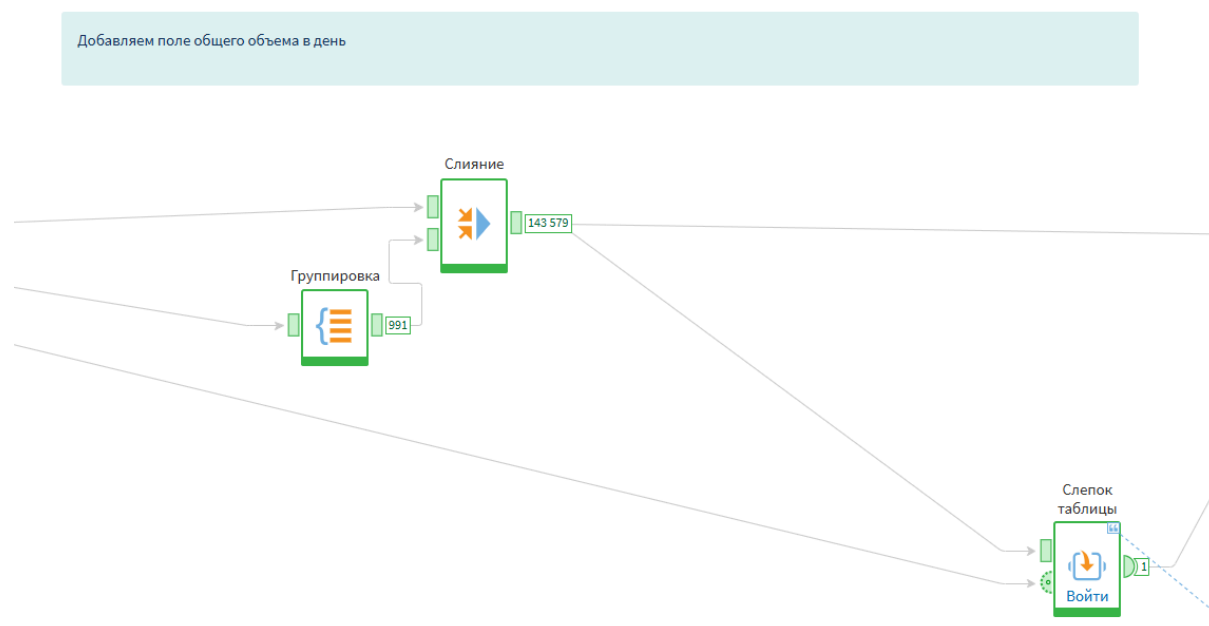 Добавляем поле общего объема в день
Слияние
143 579
Группировка
991
Слепок
таблицы
1
Войти